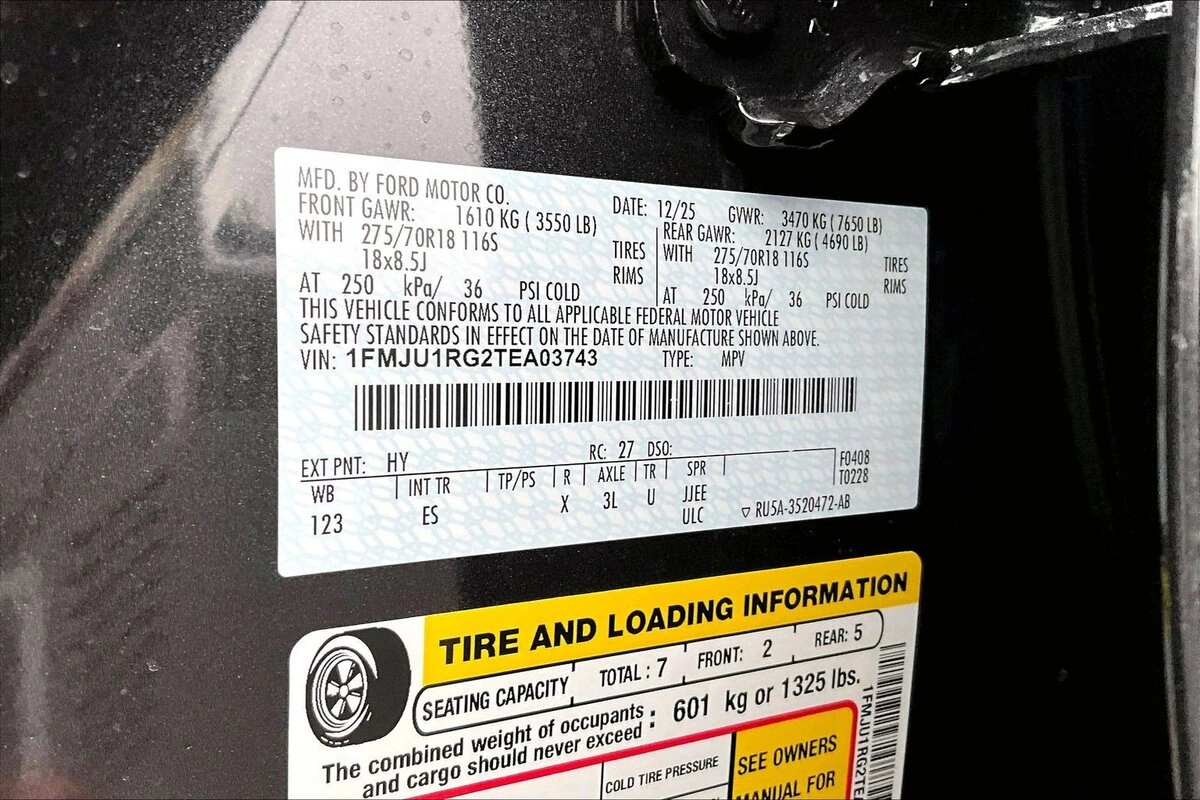 MFD. BY FORD MOTOR CO. DATE: 12/25 GVWR: 3470 KG ( 7650 LB)
FRONT GAWR: 1610 KG ( 3550 LB) REAR GAWR: 2127 KG ( 4690 LB)
WITH 275/70R18 116S TIRES WITH 275/70R18 116S TIRES
18x8.5J RIMS 18x8.5J RIMS
AT 250 kPa/ 36 PSI COLD AT 250 kPa/ 36 PSI COLD
THIS VEHICLE CONFORMS TO ALL APPLICABLE FEDERAL MOTOR VEHICLE
SAFETY STANDARDS IN EFFECT ON THE DATE OF MANUFACTURE SHOWN ABOVE.
VIN: 1FMJU1RG2TEA03743 TYPE: MPV
EXT PNT: HY RC: 27 DSO: F0408
WB INT TR TP/PS R AXLE TR SPR T0228
123 ES X 3L U JJEE
ULC ▽ RU5A-3520472-AB
TIRE AND LOADING INFORMATION
SEATING CAPACITY TOTAL : 7 FRONT: 2 REAR: 5
The combined weight of occupants
and cargo should never exceed : 601 kg or 1325 lbs.
COLD TIRE PRESSURE
SEE OWNERS
MANUAL FOR
1FMJU1RG2TE